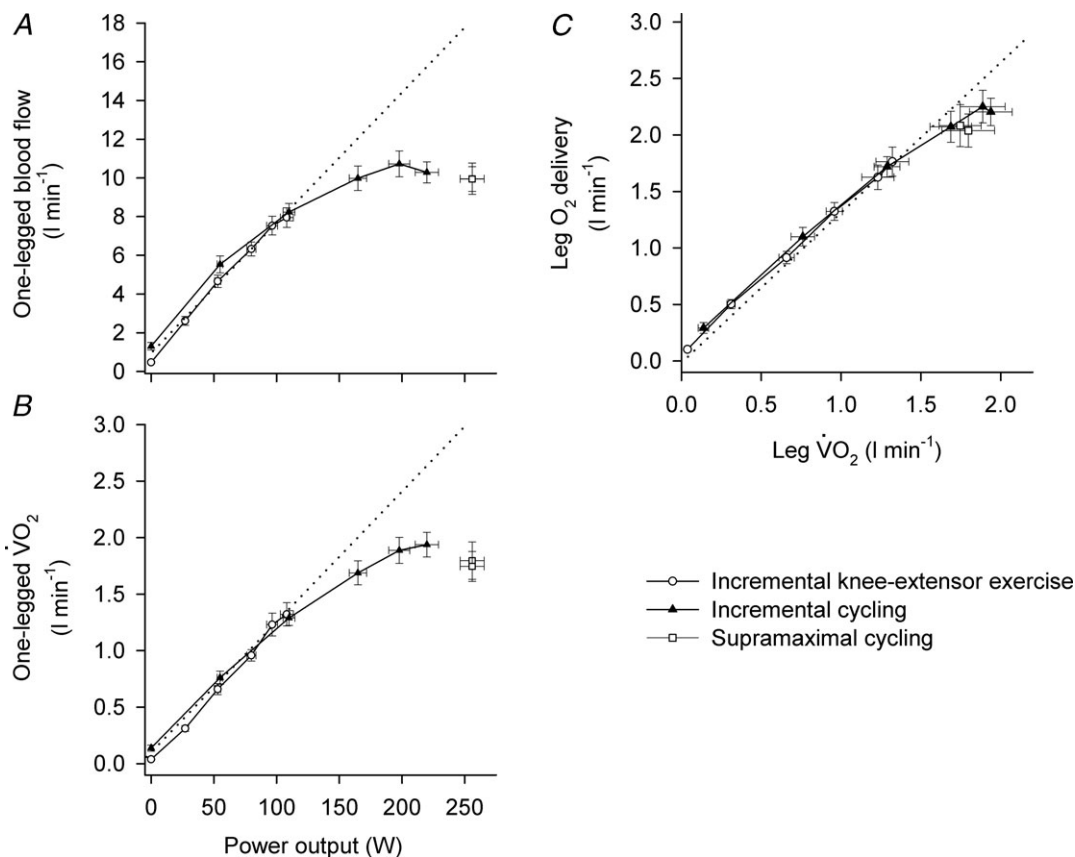 A
18
16
14
12
10
8
6
4
2
0
One-legged blood flow
(l min⁻¹)
B
3.0
2.5
2.0
1.5
1.0
0.5
0.0
One-legged V̇O₂
(l min⁻¹)
0 50 100 150 200 250
Power output (W)
C
3.0
2.5
2.0
1.5
1.0
0.5
0.0
Leg O₂ delivery
(l min⁻¹)
0.0 0.5 1.0 1.5 2.0
Leg V̇O₂ (l min⁻¹)
Incremental knee-extensor exercise
Incremental cycling
Supramaximal cycling